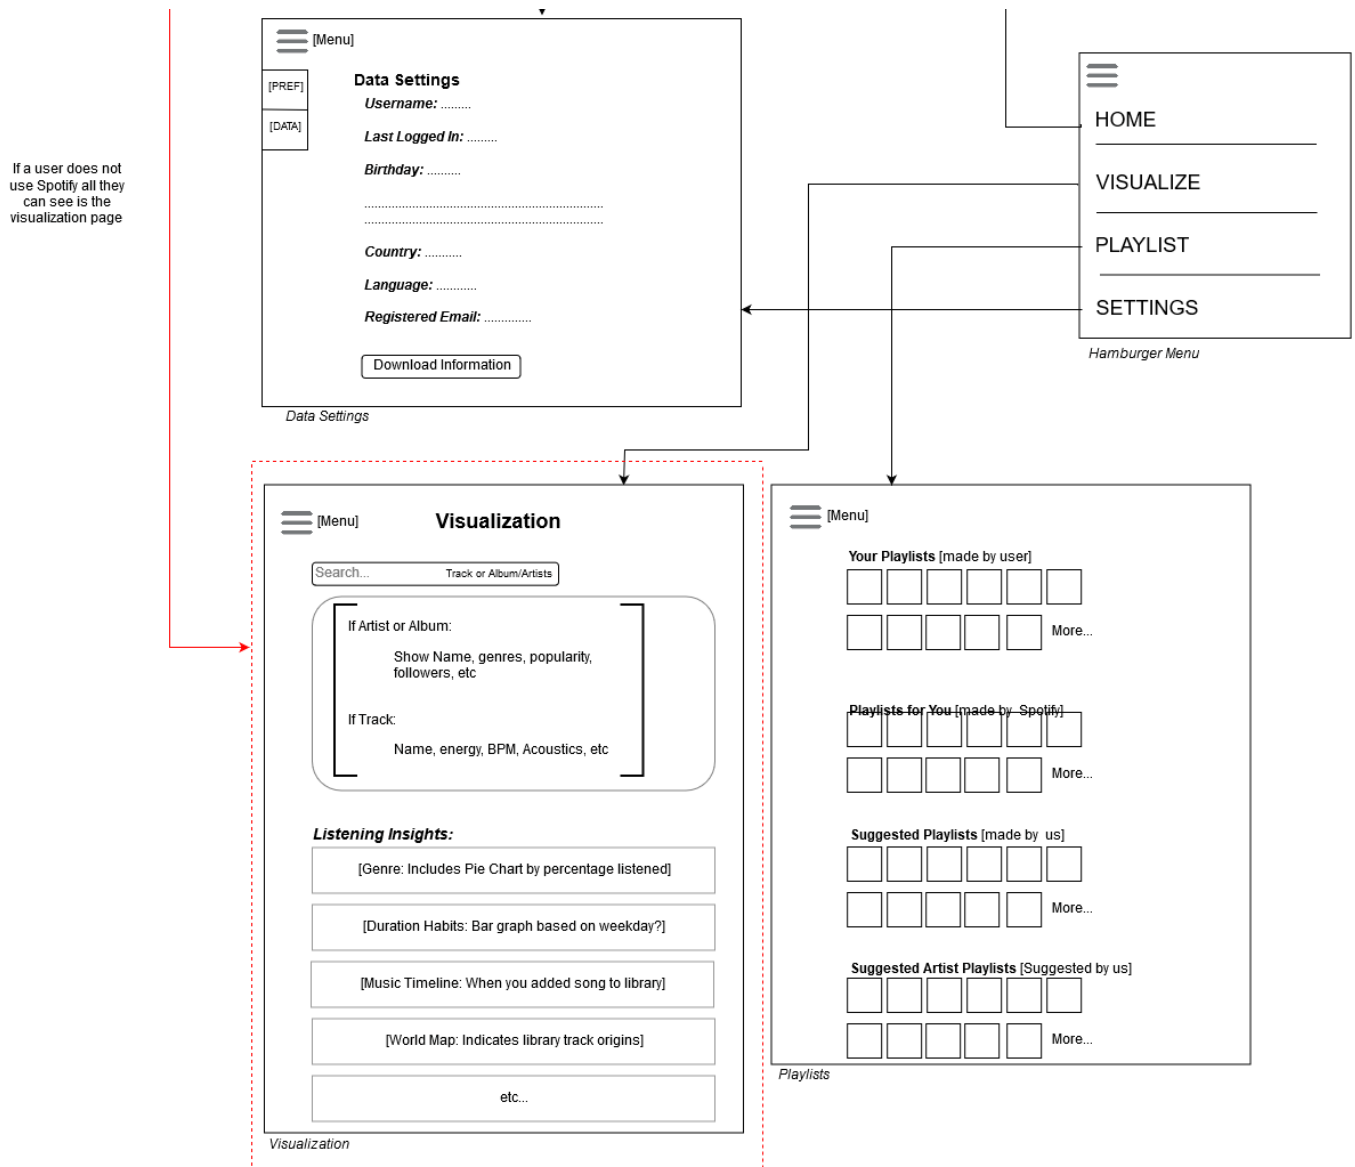 [Menu]
[PREF]
[DATA]
Data Settings
Username: .........
Last Logged In: .........
Birthday: ..........
........................................................................
........................................................................
Country: ...........
Language: ............
Registered Email: ..............
Download Information
Data Settings
If a user does not
use Spotify all they
can see is the
visualization page
HOME
VISUALIZE
PLAYLIST
SETTINGS
Hamburger Menu
[Menu]
Visualization
Search...
Track or Album/Artists
If Artist or Album:
Show Name, genres, popularity,
followers, etc
If Track:
Name, energy, BPM, Acoustics, etc
Listening Insights:
[Genre: Includes Pie Chart by percentage listened]
[Duration Habits: Bar graph based on weekday?]
[Music Timeline: When you added song to library]
[World Map: Indicates library track origins]
etc...
Visualization
[Menu]
Your Playlists [made by user]
More...
Playlists for You [made by Spotify]
More...
Suggested Playlists [made by us]
More...
Suggested Artist Playlists [Suggested by us]
More...
Playlists